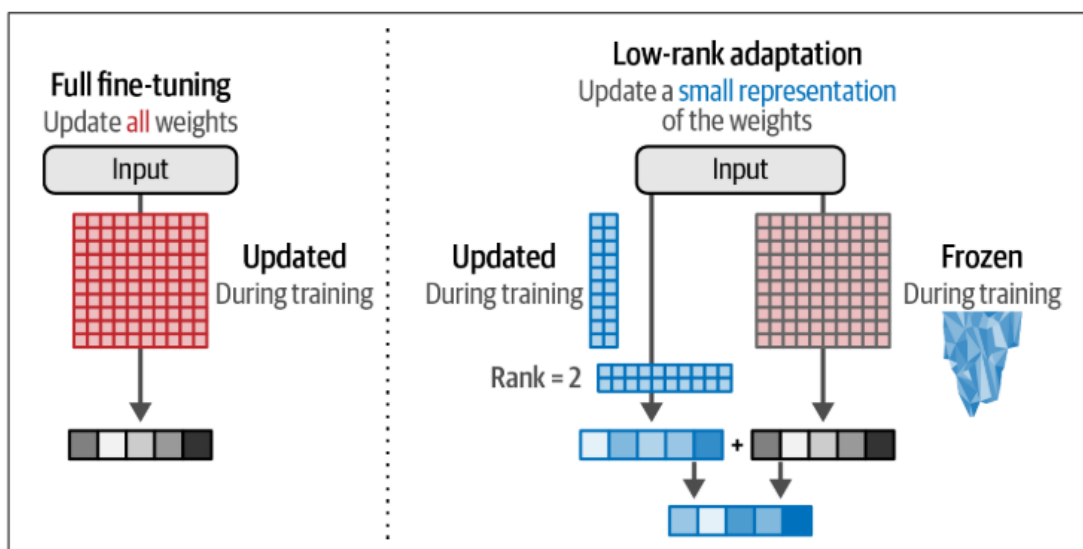 Full fine-tuning
Update all weights
Input
Updated
During training
Low-rank adaptation
Update a small representation
of the weights
Input
Updated
During training
Rank = 2
Frozen
During training
+